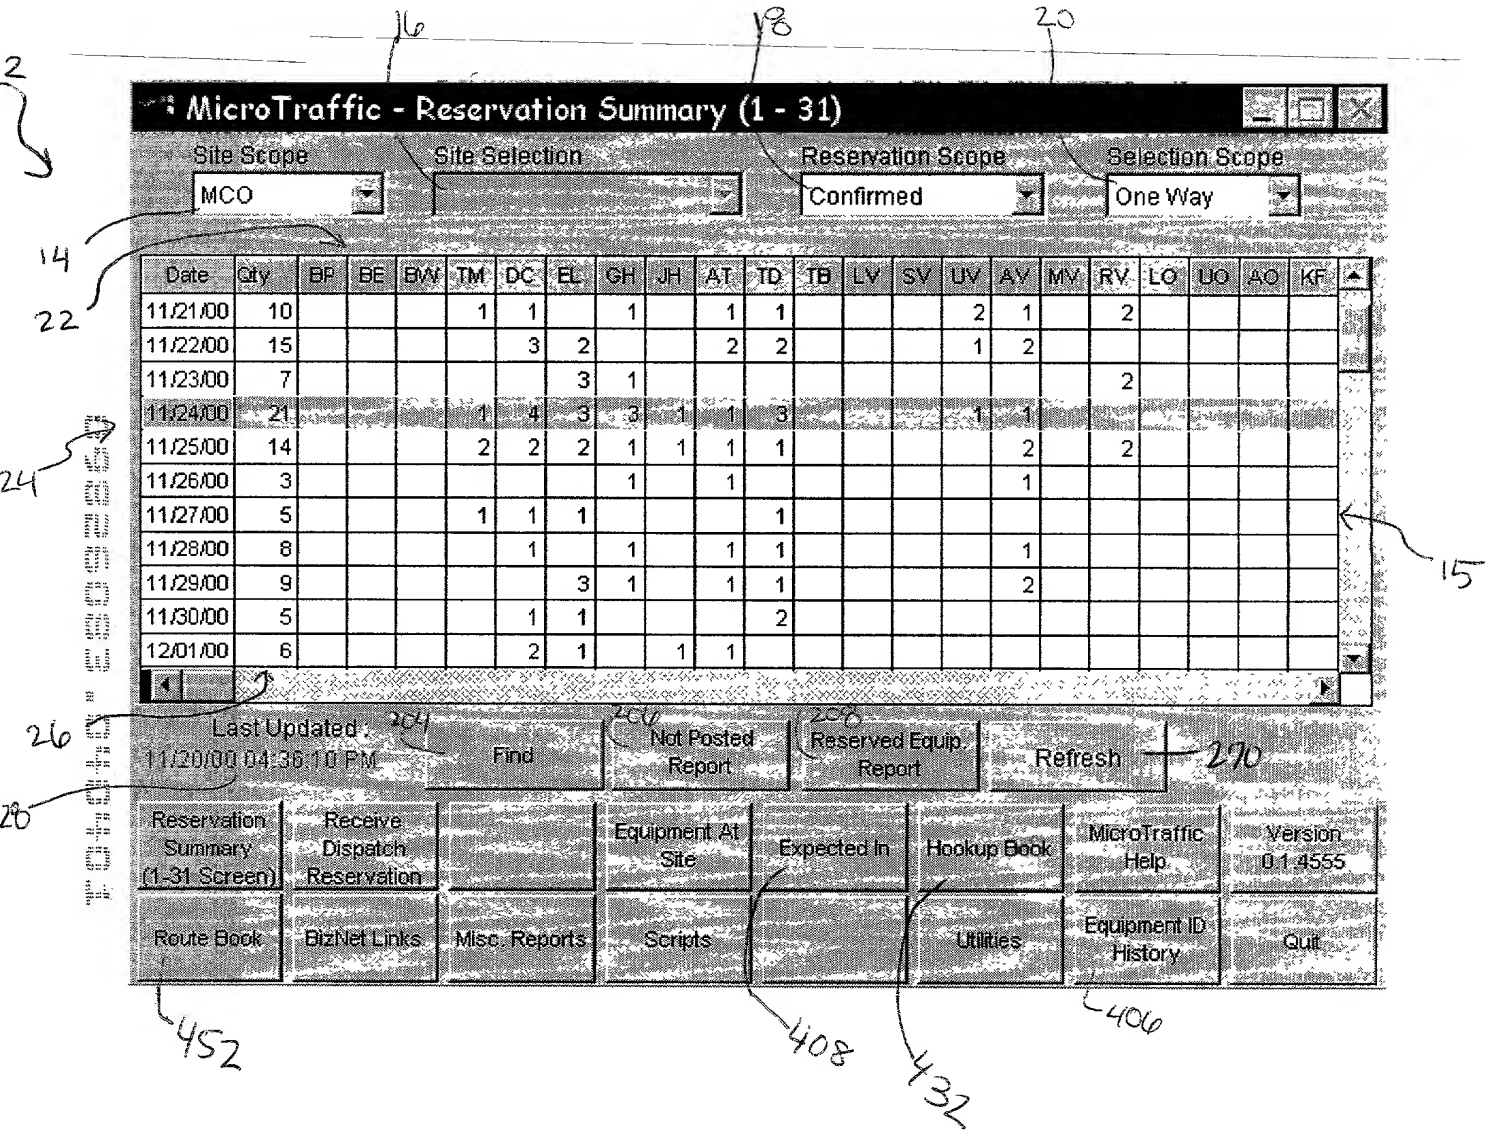 16 18 20
2
MicroTraffic - Reservation Summary (1 - 31)
Site Scope Site Selection Reservation Scope Selection Scope
MCO Confirmed One Way
14
22
Date Qty BP BE BW TM DC EL GH JH AT TD TB LV SV UV AV MV RV LO UO AO KF
11/21/00 10 1 1 1 1 1 2 1 2
11/22/00 15 3 2 2 2 1 2
11/23/00 7 3 1 2
11/24/00 21 1 4 3 3 1 1 3 1 1
24
11/25/00 14 2 2 2 1 1 1 1 2 2
11/26/00 3 1 1 1
11/27/00 5 1 1 1 1
11/28/00 8 1 1 1 1 1
15
11/29/00 9 3 1 1 1 2
11/30/00 5 1 1 2
12/01/00 6 2 1 1 1
26
Last Updated : 204 206 208
11/20/00 04:36:10 PM
Find
Not Posted
Report
Reserved Equip.
Report
Refresh 270
28
Reservation
Summary
(1-31 Screen)
Receive
Dispatch
Reservation
Equipment At
Site
Expected In
Hookup Book
MicroTraffic
Help
Version
0.1.4555
Route Book BizNet Links Misc. Reports Scripts Utilities
Equipment ID
History
Quit
452 408 432 406